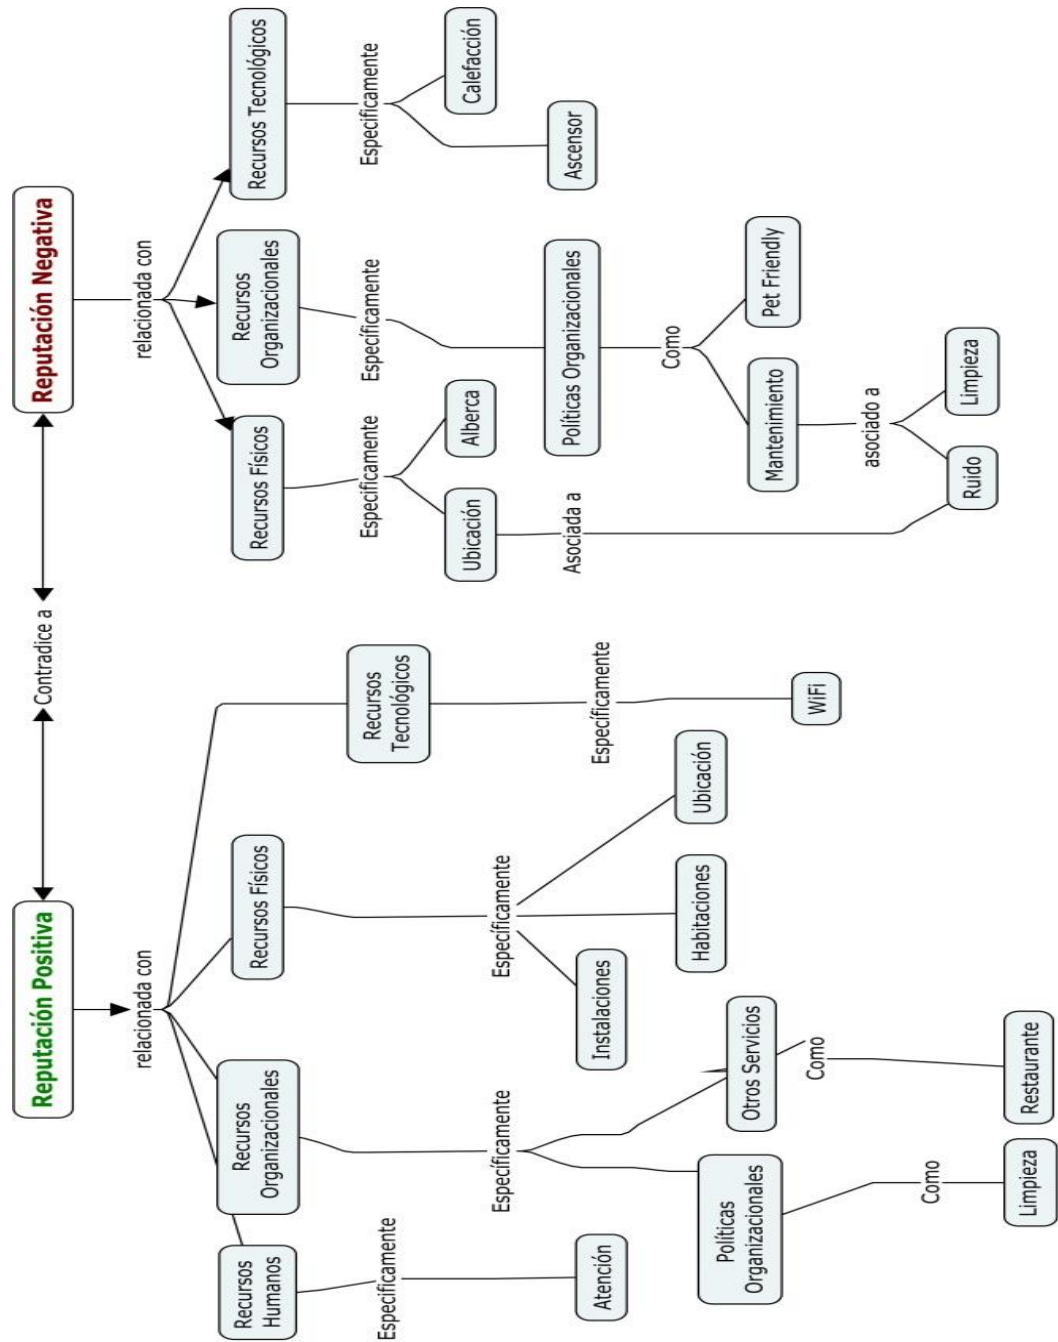 Reputación Positiva
Contradice a
Reputación Negativa
relacionada con
Recursos
Humanos
Específicamente
Atención
Recursos
Organizacionales
Específicamente
Políticas
Organizacionales
Como
Limpieza
Otros Servicios
Como
Restaurante
Recursos Físicos
Específicamente
Instalaciones
Habitaciones
Ubicación
Recursos
Tecnológicos
Específicamente
WiFi
relacionada con
Recursos Físicos
Específicamente
Ubicación
Alberca
Asociada a
Recursos
Organizacionales
Específicamente
Políticas Organizacionales
Como
Mantenimiento
Pet Friendly
asociado a
Ruido
Limpieza
Recursos Tecnológicos
Específicamente
Ascensor
Calefacción